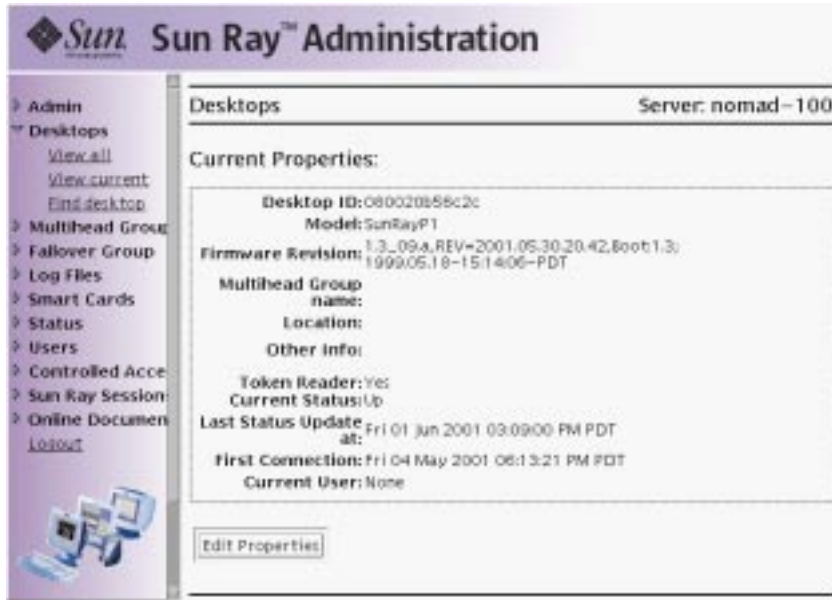 Sun
Sun Ray™ Administration
Admin
Desktops
View all
View current
Find desktop
Multihead Group
Failover Group
Log Files
Smart Cards
Status
Users
Controlled Acce
Sun Ray Session
Online Documen
Logout
Desktops Server: nomad-100
Current Properties:
Desktop ID: 080020b56c2c
Model: SunRayP1
Firmware Revision: 1.3_09.a,REV=2001.05.30.20.42,Boot:1.3;
1999.05.18-15:14:06-PDT
Multihead Group
name:
Location:
Other Info:
Token Reader: Yes
Current Status: Up
Last Status Update
at: Fri 01 Jun 2001 03:09:00 PM PDT
First Connection: Fri 04 May 2001 06:13:21 PM PDT
Current User: None
Edit Properties